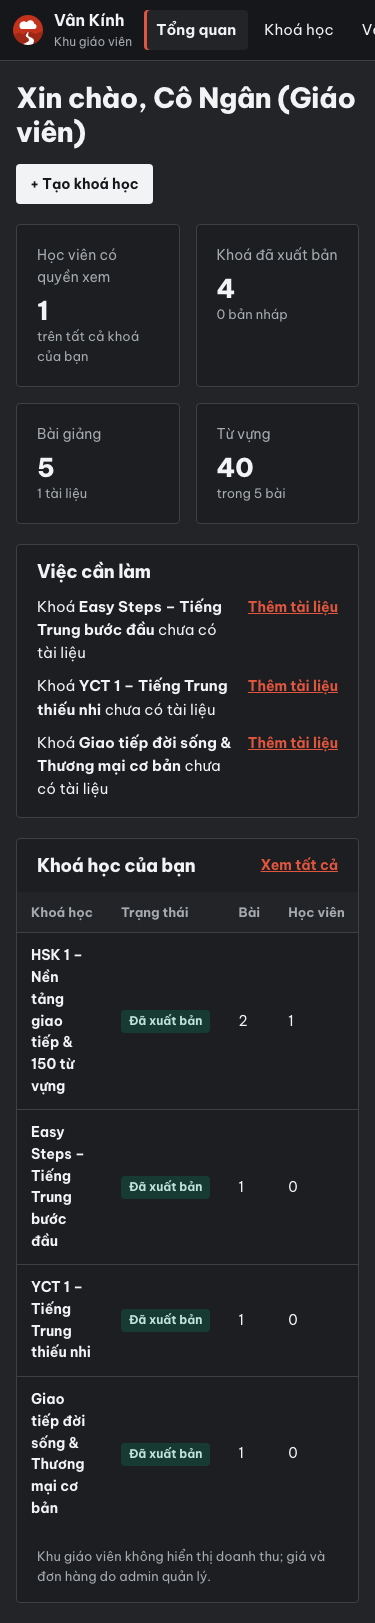 Vân Kính
Khu giáo viên
Tổng quan
Khoá học
Xin chào, Cô Ngân (Giáo
viên)
+ Tạo khoá học
Học viên có
quyền xem
1
trên tất cả khoá
của bạn
Khoá đã xuất bản
4
0 bản nháp
Bài giảng
5
1 tài liệu
Từ vựng
40
trong 5 bài
Việc cần làm
Khoá Easy Steps – Tiếng
Trung bước đầu chưa có
tài liệu
Thêm tài liệu
Khoá YCT 1 – Tiếng Trung
thiếu nhi chưa có tài liệu
Thêm tài liệu
Khoá Giao tiếp đời sống &
Thương mại cơ bản chưa
có tài liệu
Thêm tài liệu
Khoá học của bạn
Xem tất cả
Khoá học Trạng thái Bài Học viên
HSK 1 –
Nền
tảng
giao
tiếp &
150 từ
vựng
Đã xuất bản 2 1
Easy
Steps –
Tiếng
Trung
bước
đầu
Đã xuất bản 1 0
YCT 1 –
Tiếng
Trung
thiếu nhi
Đã xuất bản 1 0
Giao
tiếp đời
sống &
Thương
mại cơ
bản
Đã xuất bản 1 0
Khu giáo viên không hiển thị doanh thu; giá và
đơn hàng do admin quản lý.